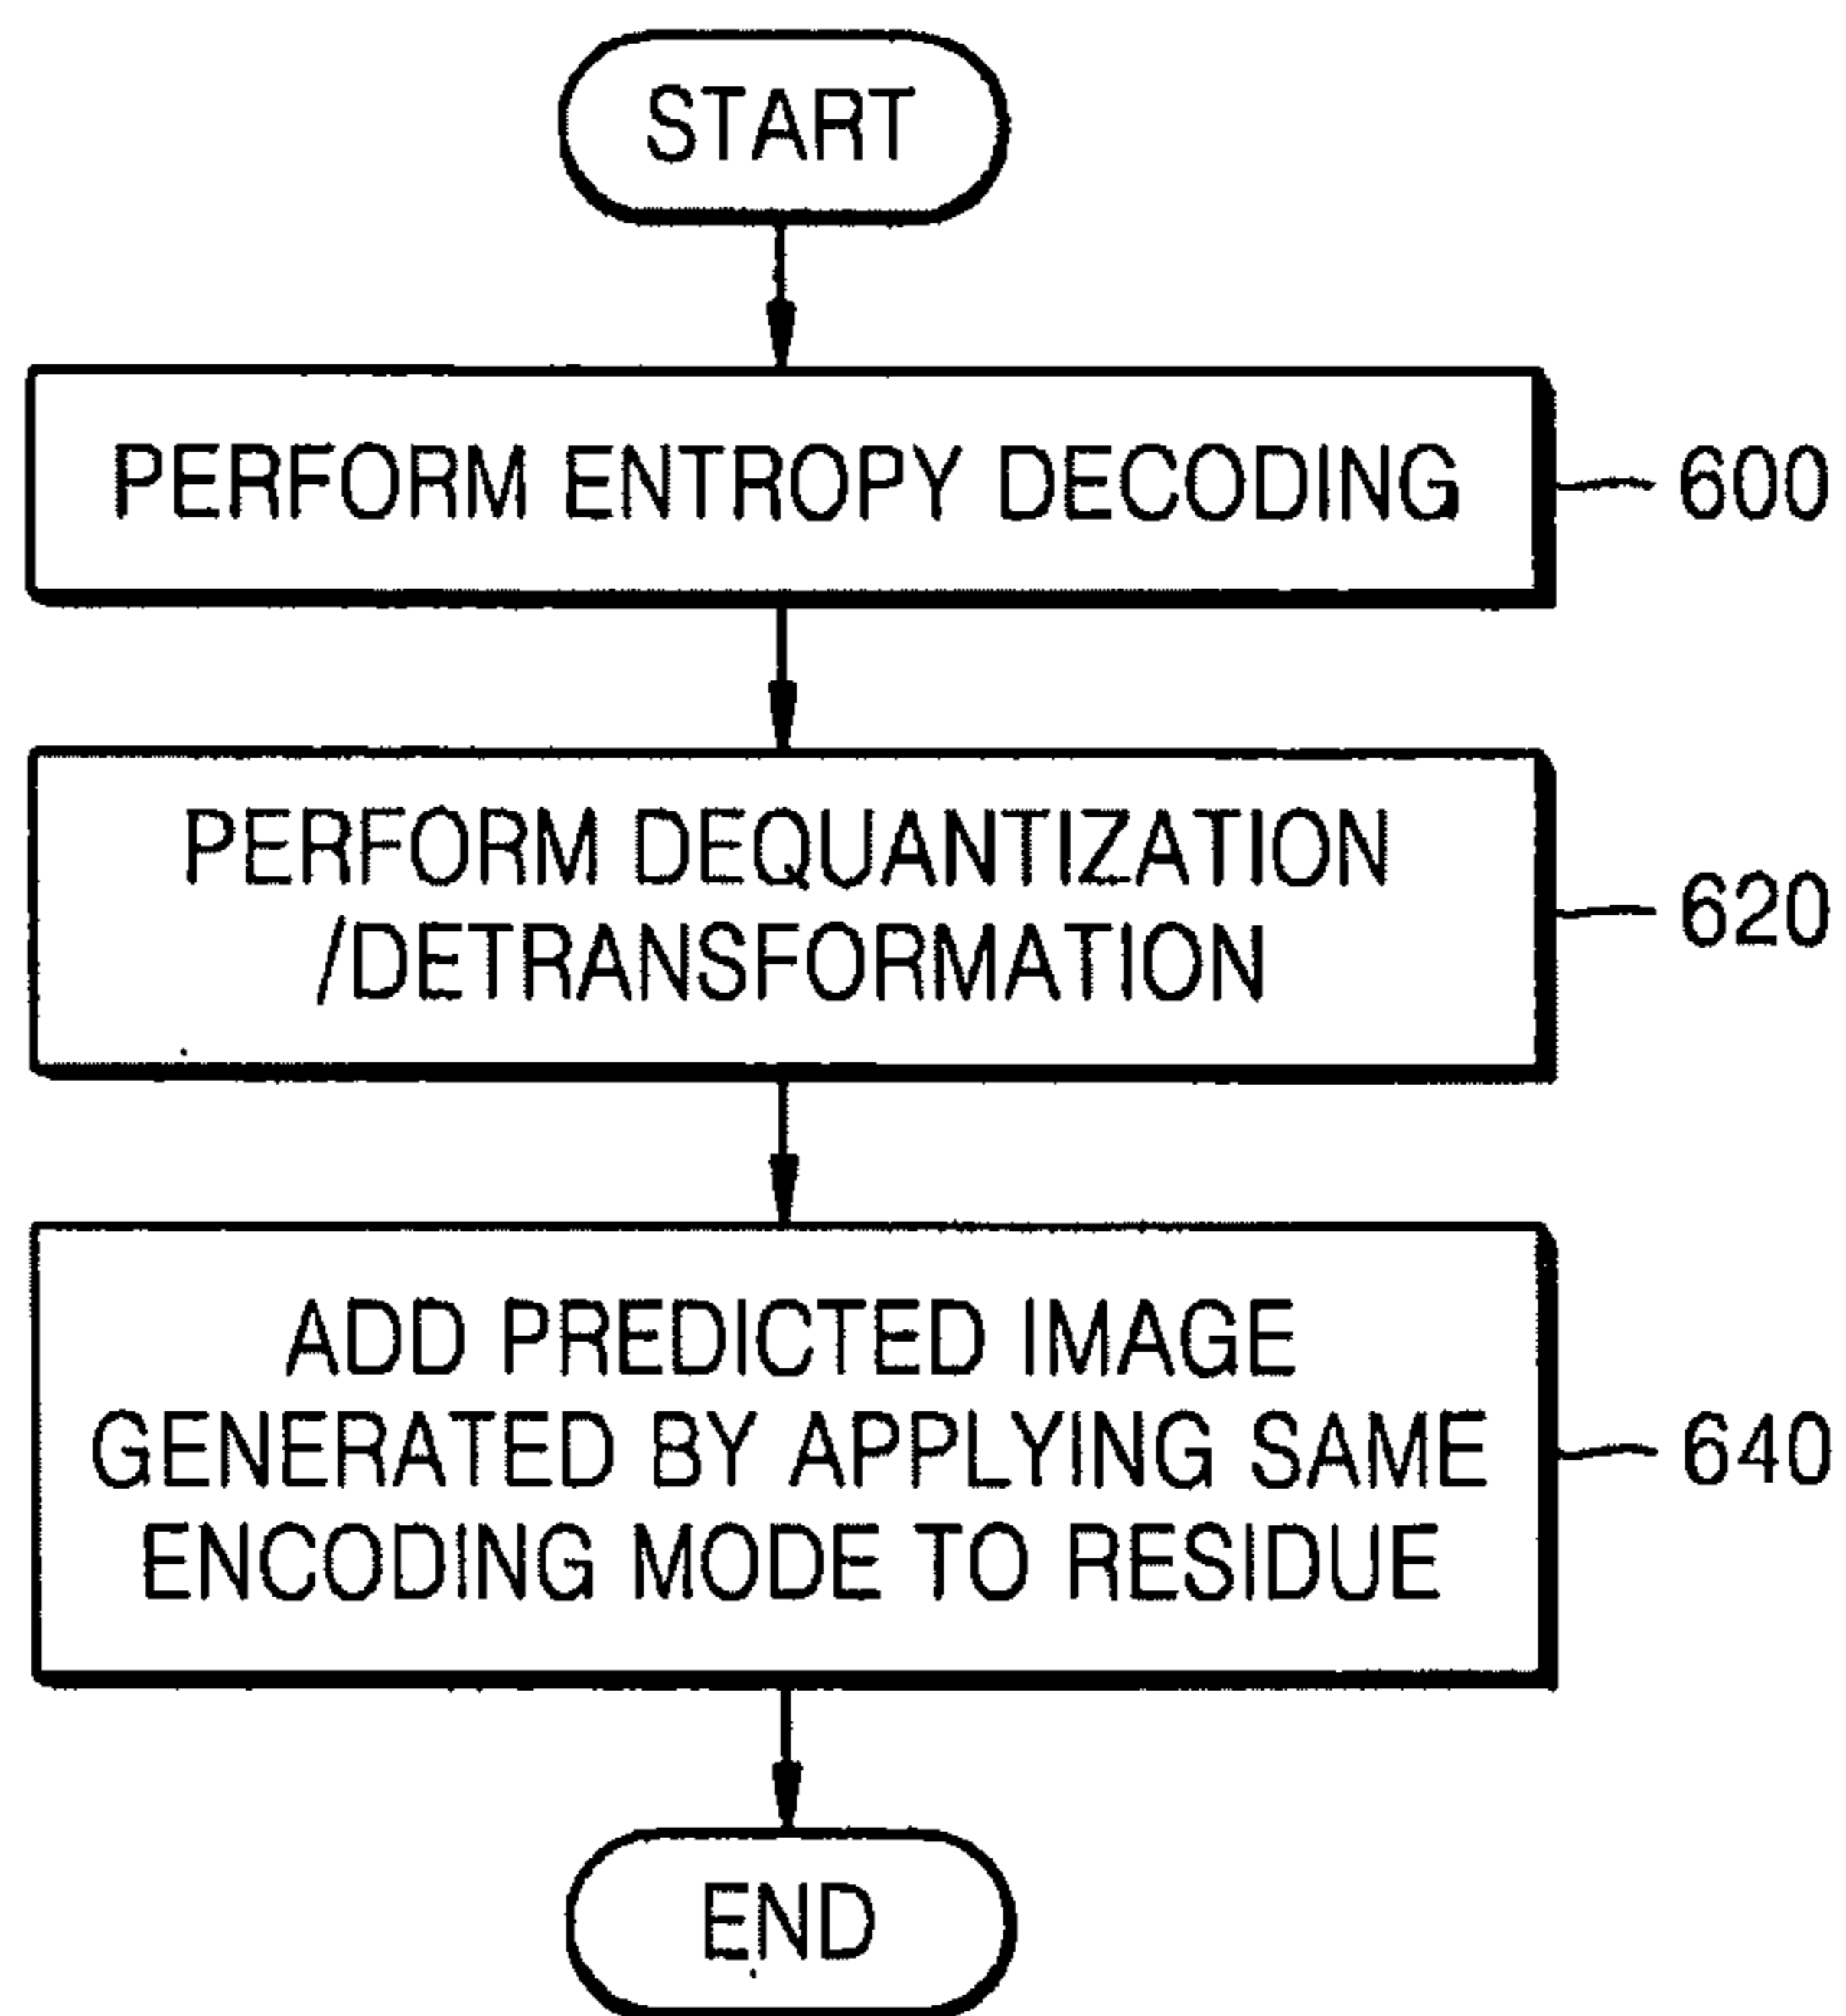 START
PERFORM ENTROPY DECODING
600
PERFORM DEQUANTIZATION
/DETRANSFORMATION
620
ADD PREDICTED IMAGE
GENERATED BY APPLYING SAME
ENCODING MODE TO RESIDUE
640
END